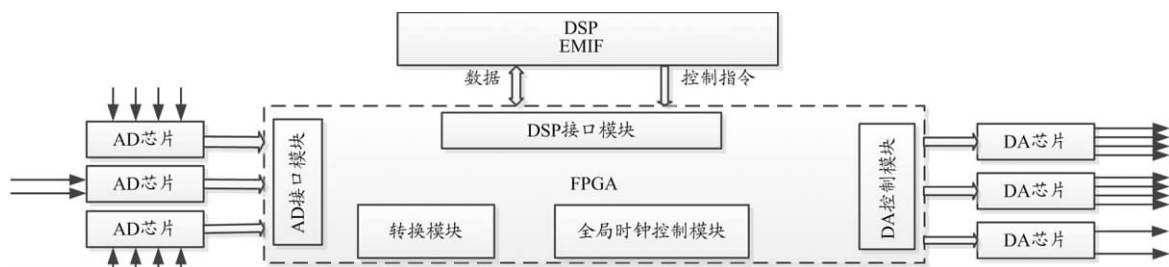 DSP
EMIF
数据
控制指令
AD芯片
AD芯片
AD芯片
AD接口模块
DSP接口模块
FPGA
转换模块
全局时钟控制模块
DA控制模块
DA芯片
DA芯片
DA芯片